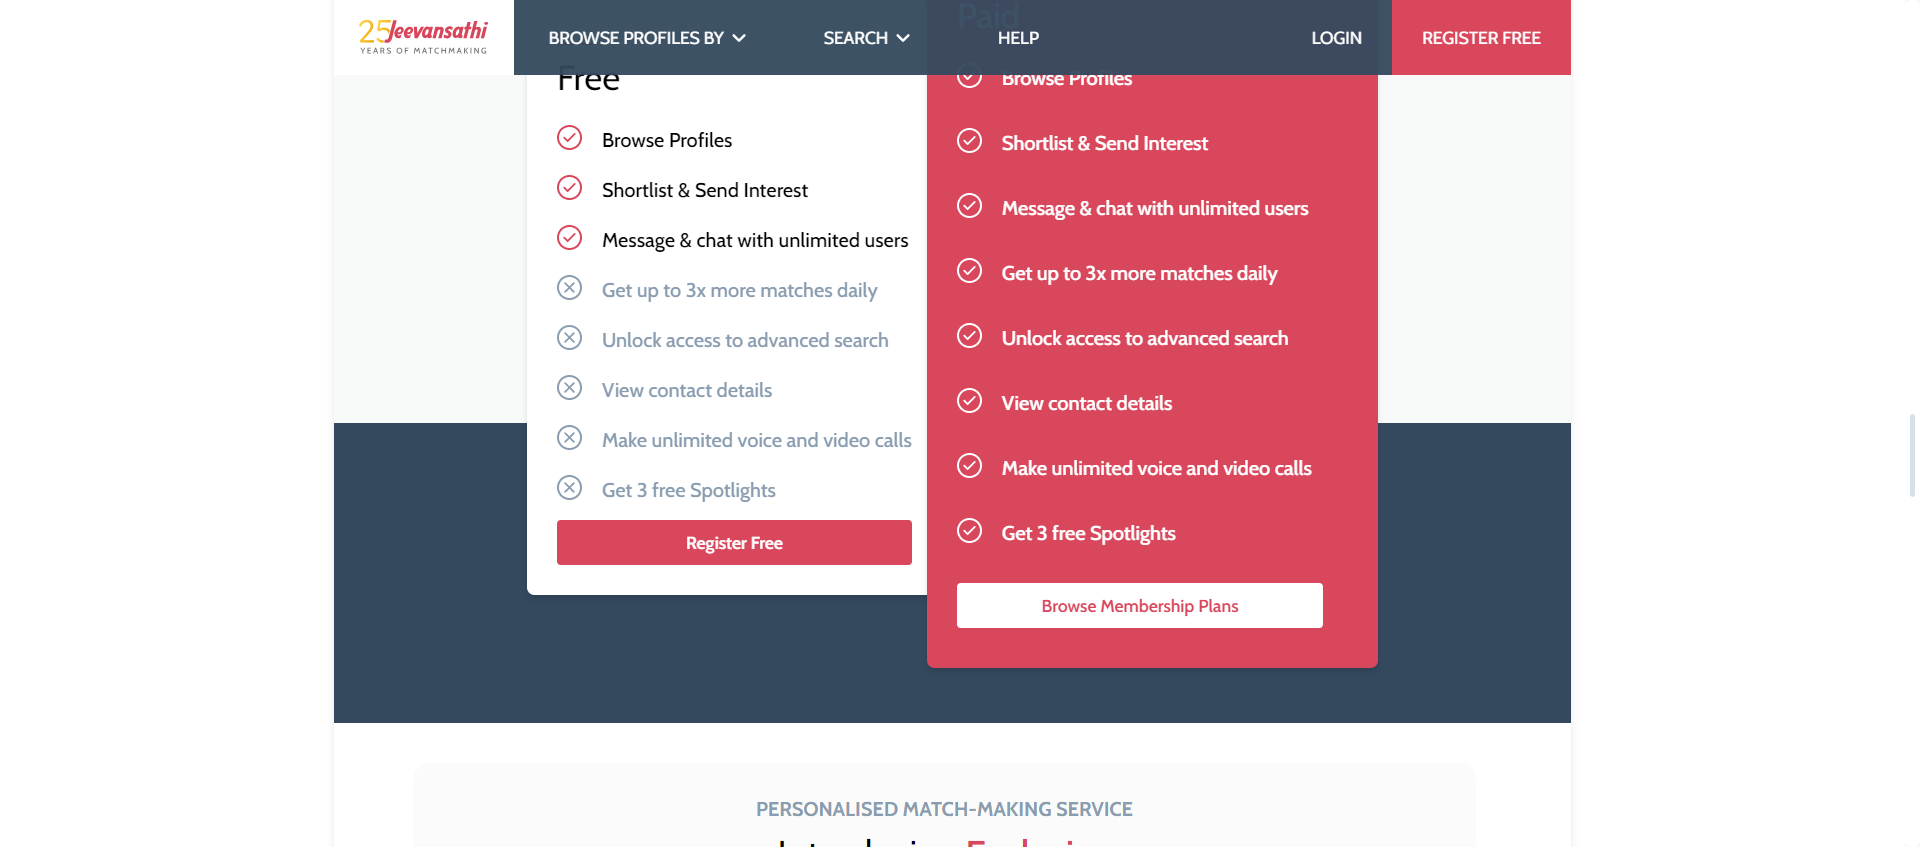 25 Jeevansathi
YEARS OF MATCHMAKING
BROWSE PROFILES BY
SEARCH
HELP
LOGIN
REGISTER FREE
Free
Browse Profiles
Shortlist & Send Interest
Message & chat with unlimited users
Get up to 3x more matches daily
Unlock access to advanced search
View contact details
Make unlimited voice and video calls
Get 3 free Spotlights
Register Free
Paid
Browse Profiles
Shortlist & Send Interest
Message & chat with unlimited users
Get up to 3x more matches daily
Unlock access to advanced search
View contact details
Make unlimited voice and video calls
Get 3 free Spotlights
Browse Membership Plans
PERSONALISED MATCH-MAKING SERVICE